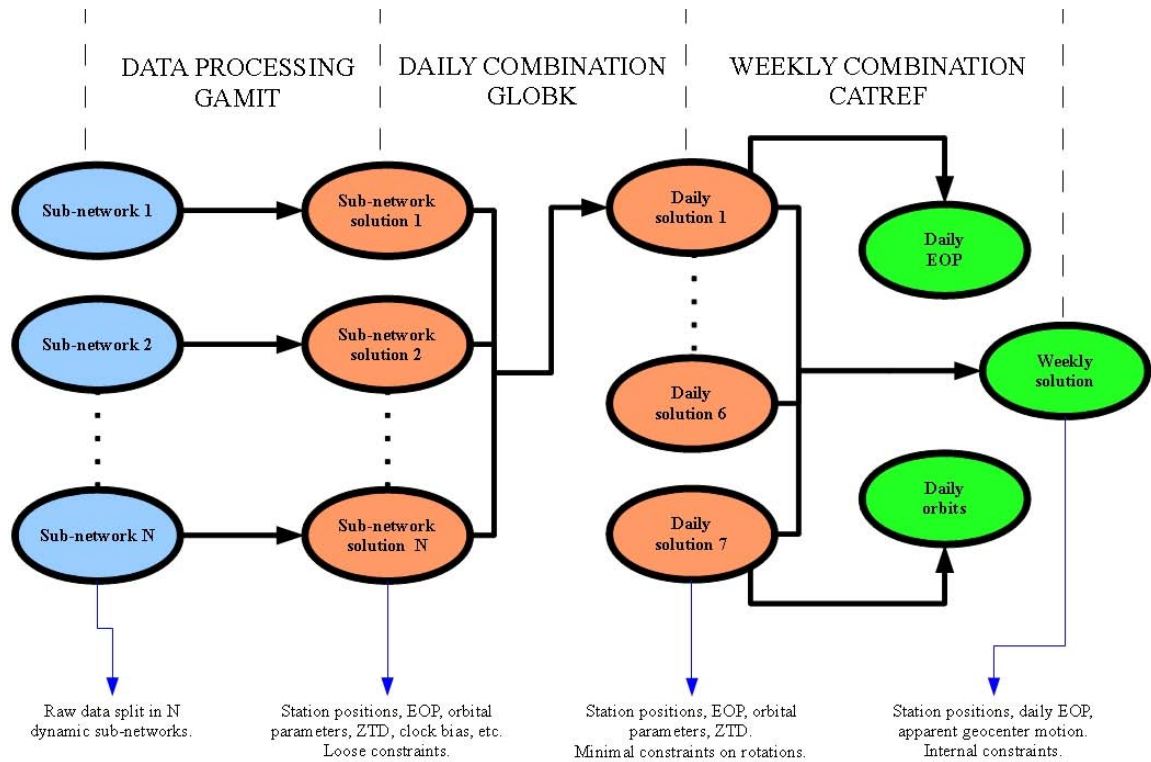 DATA PROCESSING
GAMIT
DAILY COMBINATION
GLOBK
WEEKLY COMBINATION
CATREF
Sub-network 1
Sub-network
solution 1
Daily
solution 1
Daily
EOP
Sub-network 2
Sub-network
solution 2
Daily
solution 6
Weekly
solution
Sub-network N
Sub-network
solution N
Daily
solution 7
Daily
orbits
Raw data split in N
dynamic sub-networks.
Station positions, EOP, orbital
parameters, ZTD, clock bias, etc.
Loose constraints.
Station positions, EOP, orbital
parameters, ZTD.
Minimal constraints on rotations.
Station positions, daily EOP,
apparent geocenter motion.
Internal constraints.